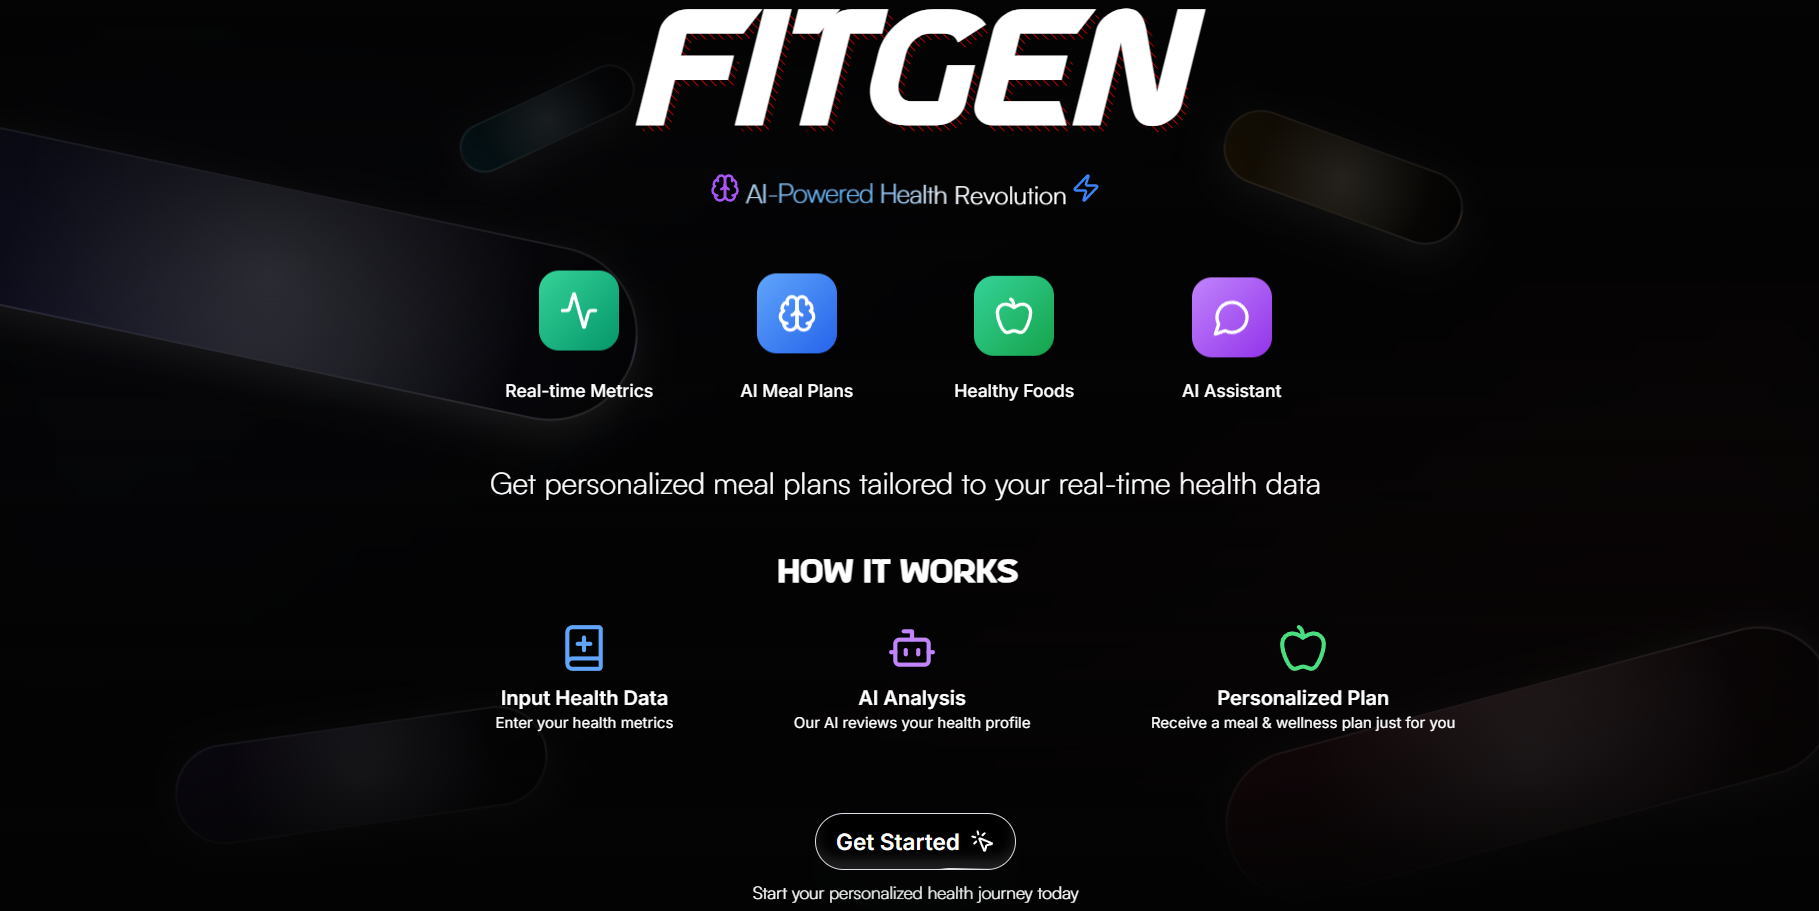 FITGEN
AI-Powered Health Revolution
Real-time Metrics
AI Meal Plans
Healthy Foods
AI Assistant
Get personalized meal plans tailored to your real-time health data
HOW IT WORKS
Input Health Data
Enter your health metrics
AI Analysis
Our AI reviews your health profile
Personalized Plan
Receive a meal & wellness plan just for you
Get Started
Start your personalized health journey today